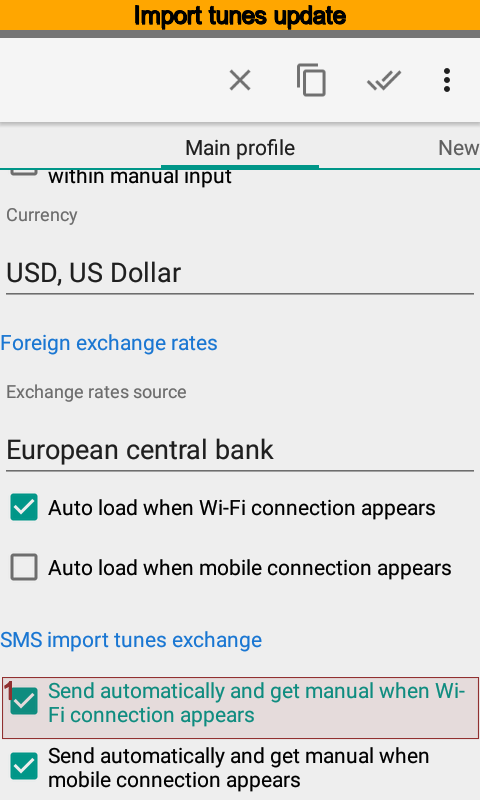 Import tunes update
Main profile
New
within manual input
Currency
USD, US Dollar
Foreign exchange rates
Exchange rates source
European central bank
Auto load when Wi-Fi connection appears
Auto load when mobile connection appears
SMS import tunes exchange
1
Send automatically and get manual when Wi-
Fi connection appears
Send automatically and get manual when
mobile connection appears